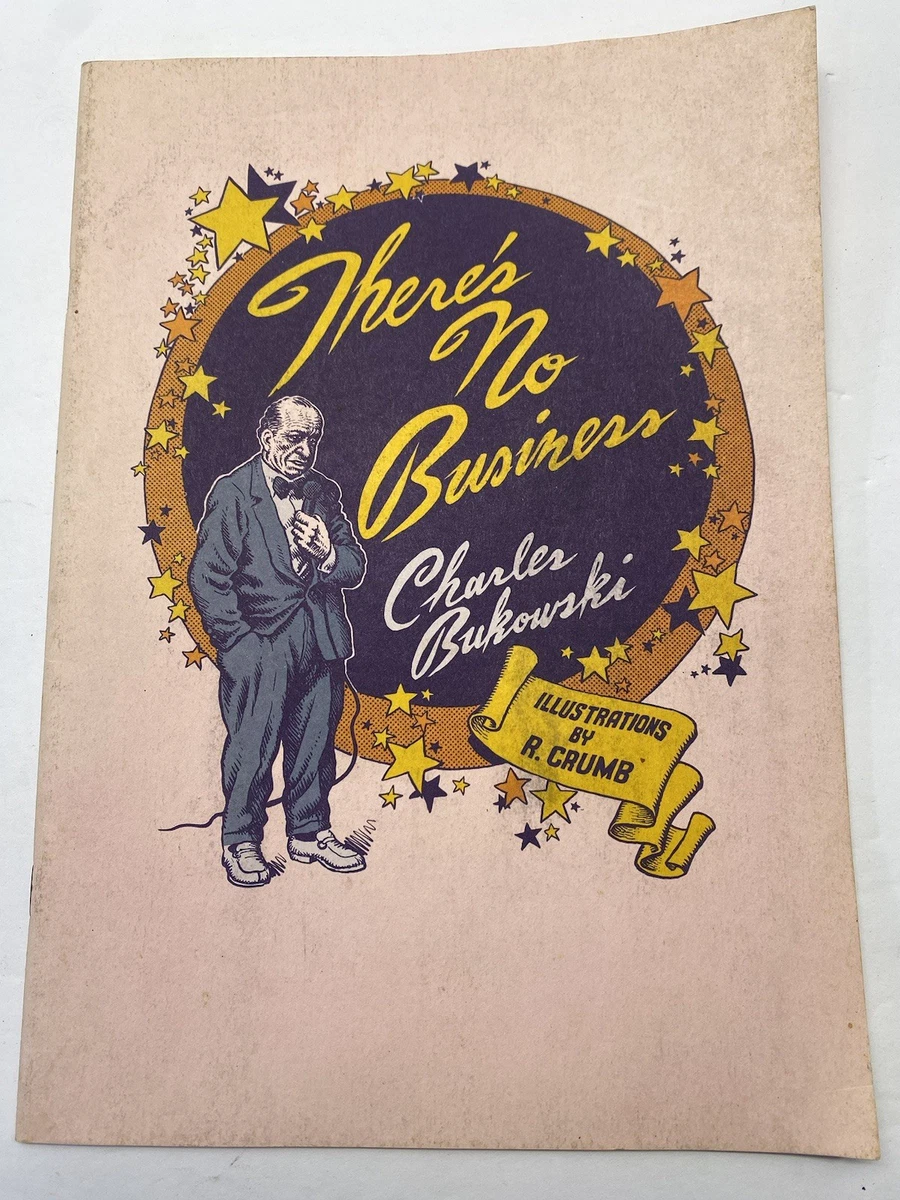 There's
No
Business
Charles
Bukowski
ILLUSTRATIONS
BY
R. CRUMB